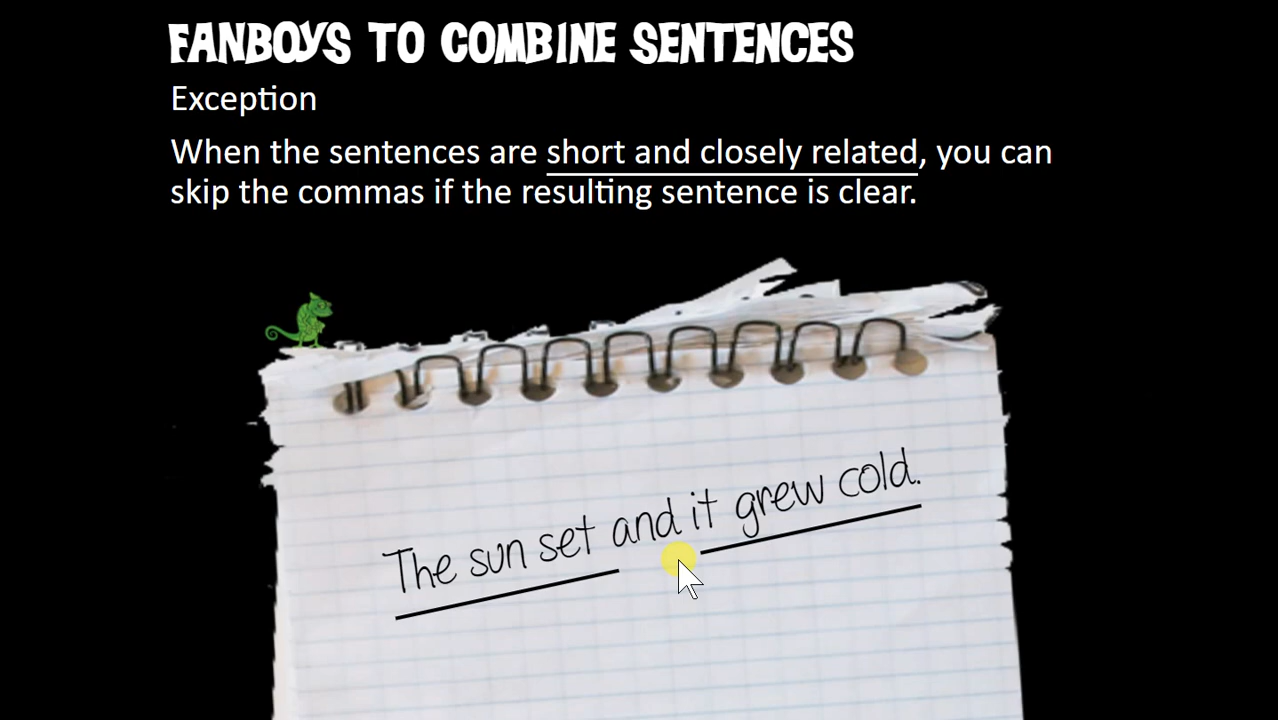 FANBOYS TO COMBINE SENTENCES
Exception
When the sentences are short and closely related, you can
skip the commas if the resulting sentence is clear.
The sun set and it grew cold.